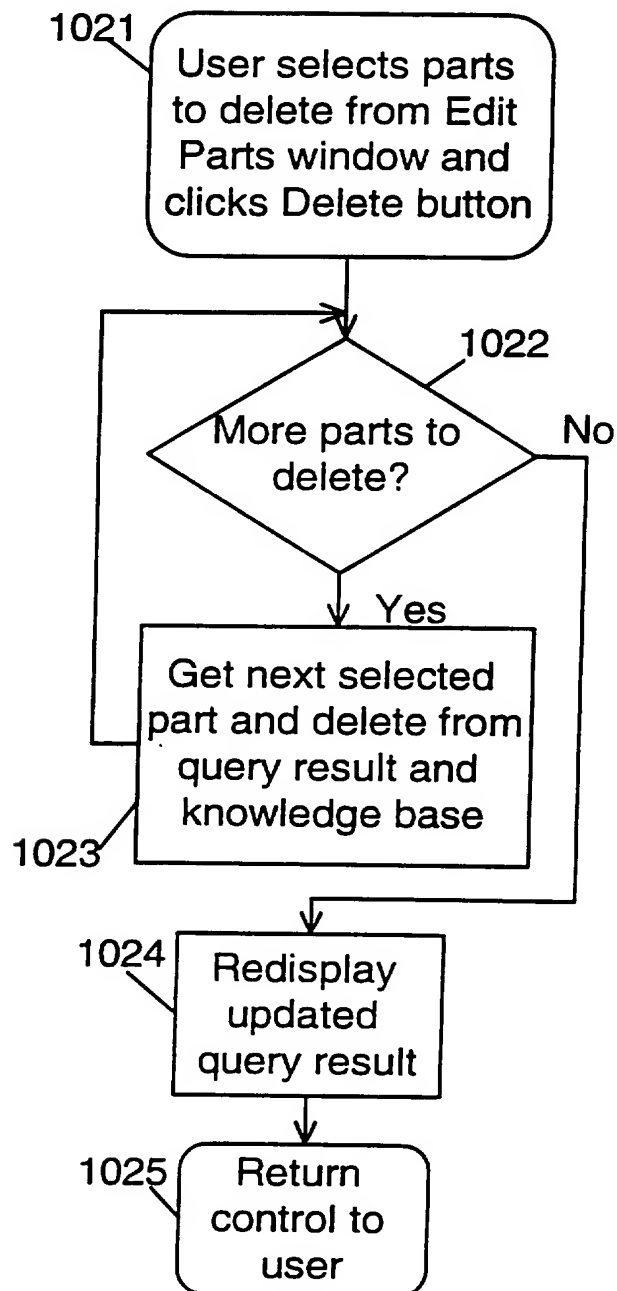 1021
User selects parts
to delete from Edit
Parts window and
clicks Delete button
1022
More parts to
delete?
No
Yes
Get next selected
part and delete from
query result and
knowledge base
1023
1024
Redisplay
updated
query result
1025
Return
control to
user